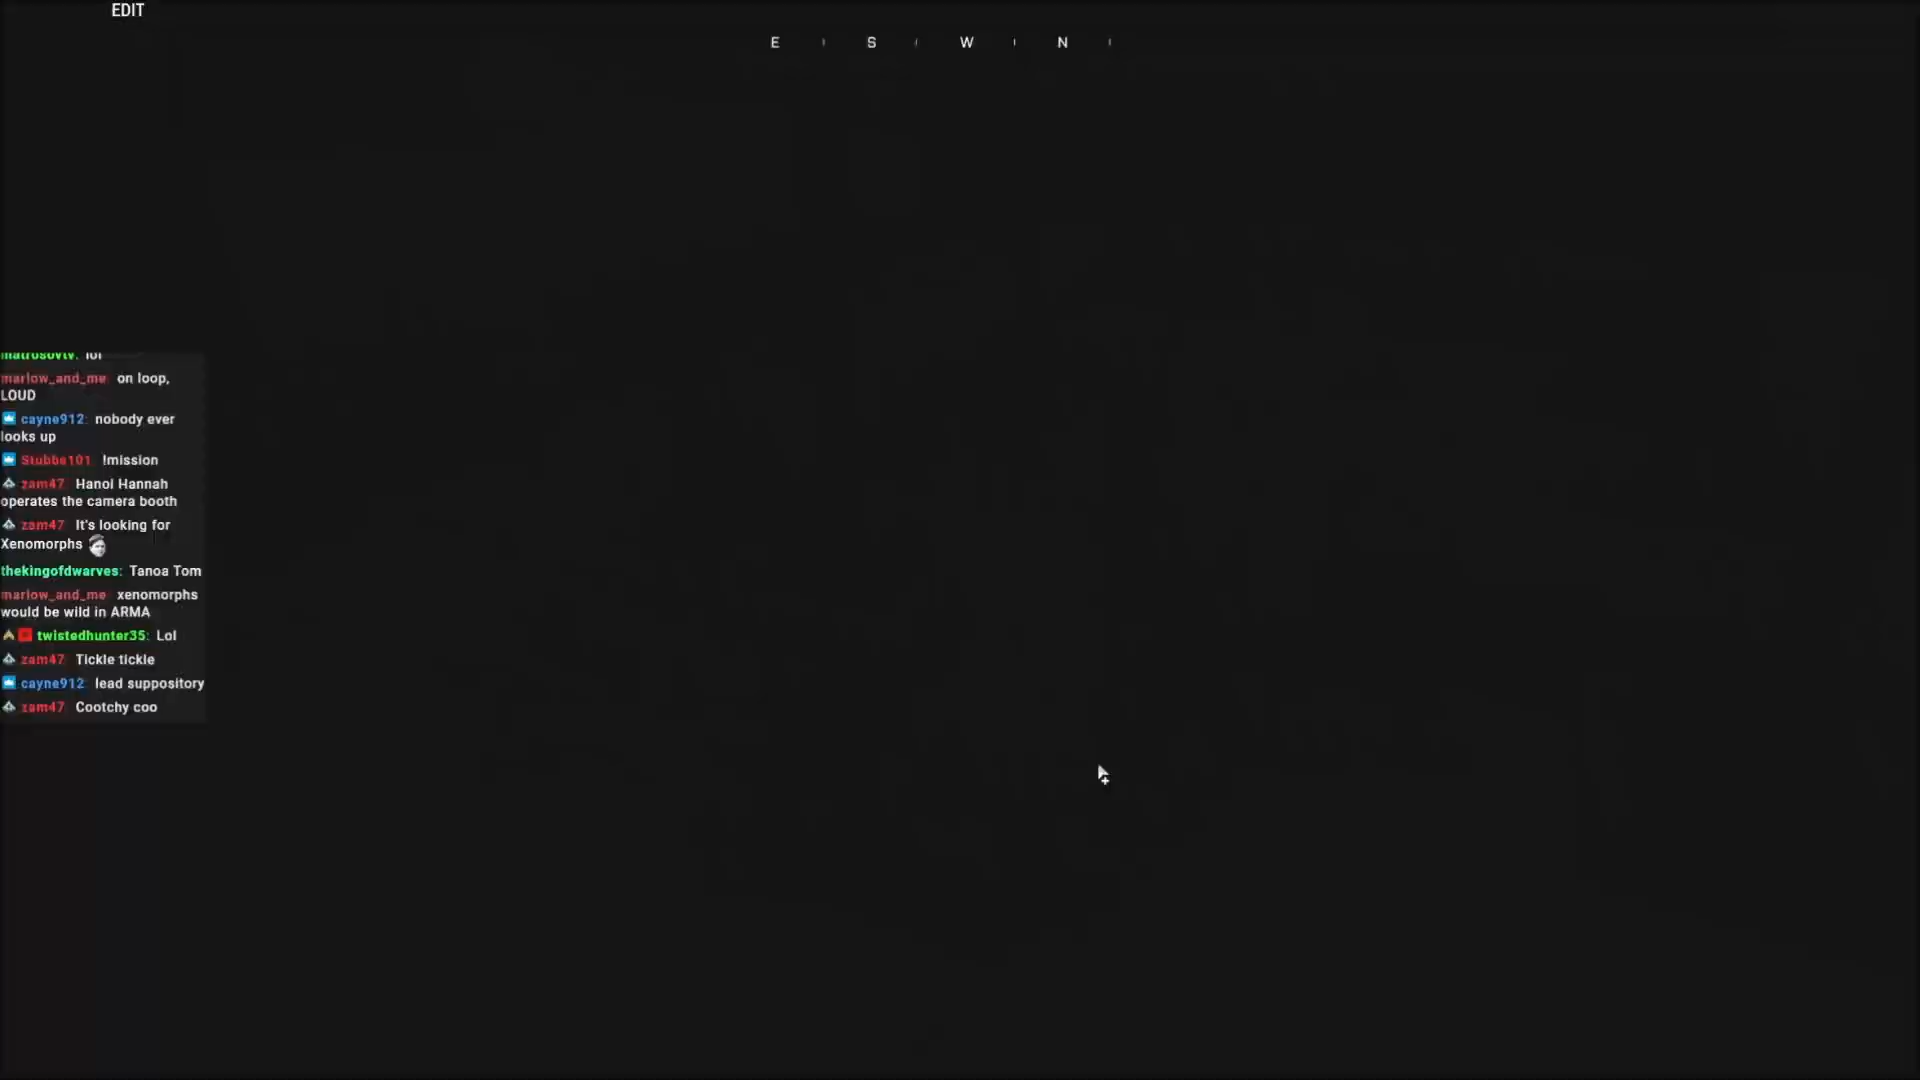 EDIT
E S W N
matrosovtv: lol
marlow_and_me on loop,
LOUD
cayne912: nobody ever
looks up
Stubbe101 !mission
zam47 Hanoi Hannah
operates the camera booth
zam47 It's looking for
Xenomorphs
thekingofdwarves: Tanoa Tom
marlow_and_me xenomorphs
would be wild in ARMA
twistedhunter35: Lol
zam47 Tickle tickle
cayne912 lead suppository
zam47 Cootchy coo